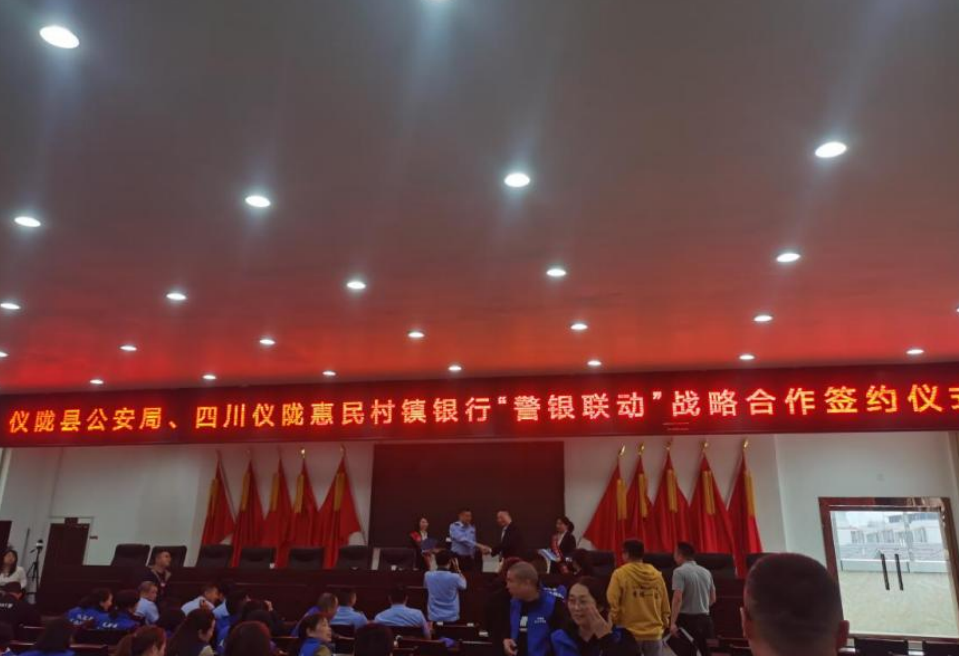 仪陇县公安局、四川仪陇惠民村镇银行“警银联动”战略合作签约仪式